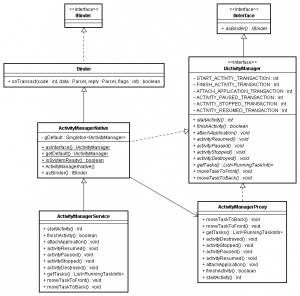 <<interface>>
IBinder
<<interface>>
IInterface
+ asBinder() : IBinder
Binder
+ onTransact(code : int, data : Parcel, reply : Parcel, flags : int) : boolean
<<interface>>
IActivityManager
~ START_ACTIVITY_TRANSACTION : int
~ FINISH_ACTIVITY_TRANSACTION : int
~ ATTACH_APPLICATION_TRANSACTION : int
~ ACTIVITY_PAUSED_TRANSACTION : int
~ ACTIVITY_STOPPED_TRANSACTION : int
~ ACTIVITY_RESUMED_TRANSACTION : int
+ startActivity() : int
+ finishActivity() : boolean
+ attachApplication() : void
+ activityResumed() : void
+ activityPaused() : void
+ activityStopped() : void
+ activityDestroyed() : void
+ getTasks() : List<RunningTaskInfo>
+ moveTaskToFront() : void
+ moveTaskToBack() : void
ActivityManagerNative
- gDefault : Singleton<IActivityManager>
+ asInterface() : IActivityManager
+ getDefault() : IActivityManager
+ isSystemReady() : boolean
+ ActivityManagerNative()
+ asBinder() : IBinder
ActivityManagerService
+ startActivity() : int
+ finishActivity() : boolean
+ attachApplication() : void
+ activityResumed() : void
+ activityPaused() : void
+ activityStopped() : void
+ activityDestroyed() : void
+ getTasks() : List<RunningTaskInfo>
+ moveTaskToFront() : void
+ moveTaskToBack() : void
ActivityManagerProxy
+ moveTaskToBack() : void
+ moveTaskToFront() : void
+ getTasks() : List<RunningTaskInfo>
+ activityDestroyed() : void
+ activityStopped() : void
+ activityPaused() : void
+ activityResumed() : void
+ attachApplication() : void
+ finishActivity() : boolean
+ startActivity() : int